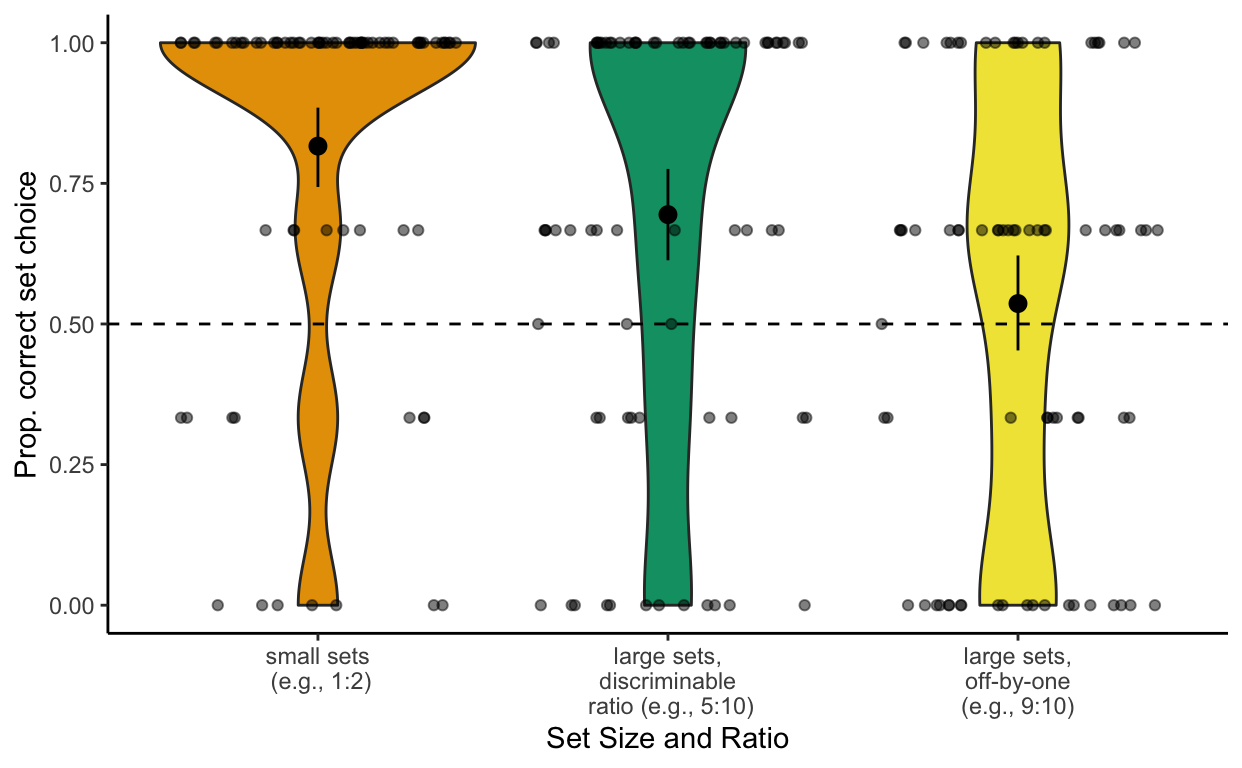 Prop. correct set choice
1.00
0.75
0.50
0.25
0.00
small sets
(e.g., 1:2)
large sets,
discriminable
ratio (e.g., 5:10)
large sets,
off-by-one
(e.g., 9:10)
Set Size and Ratio